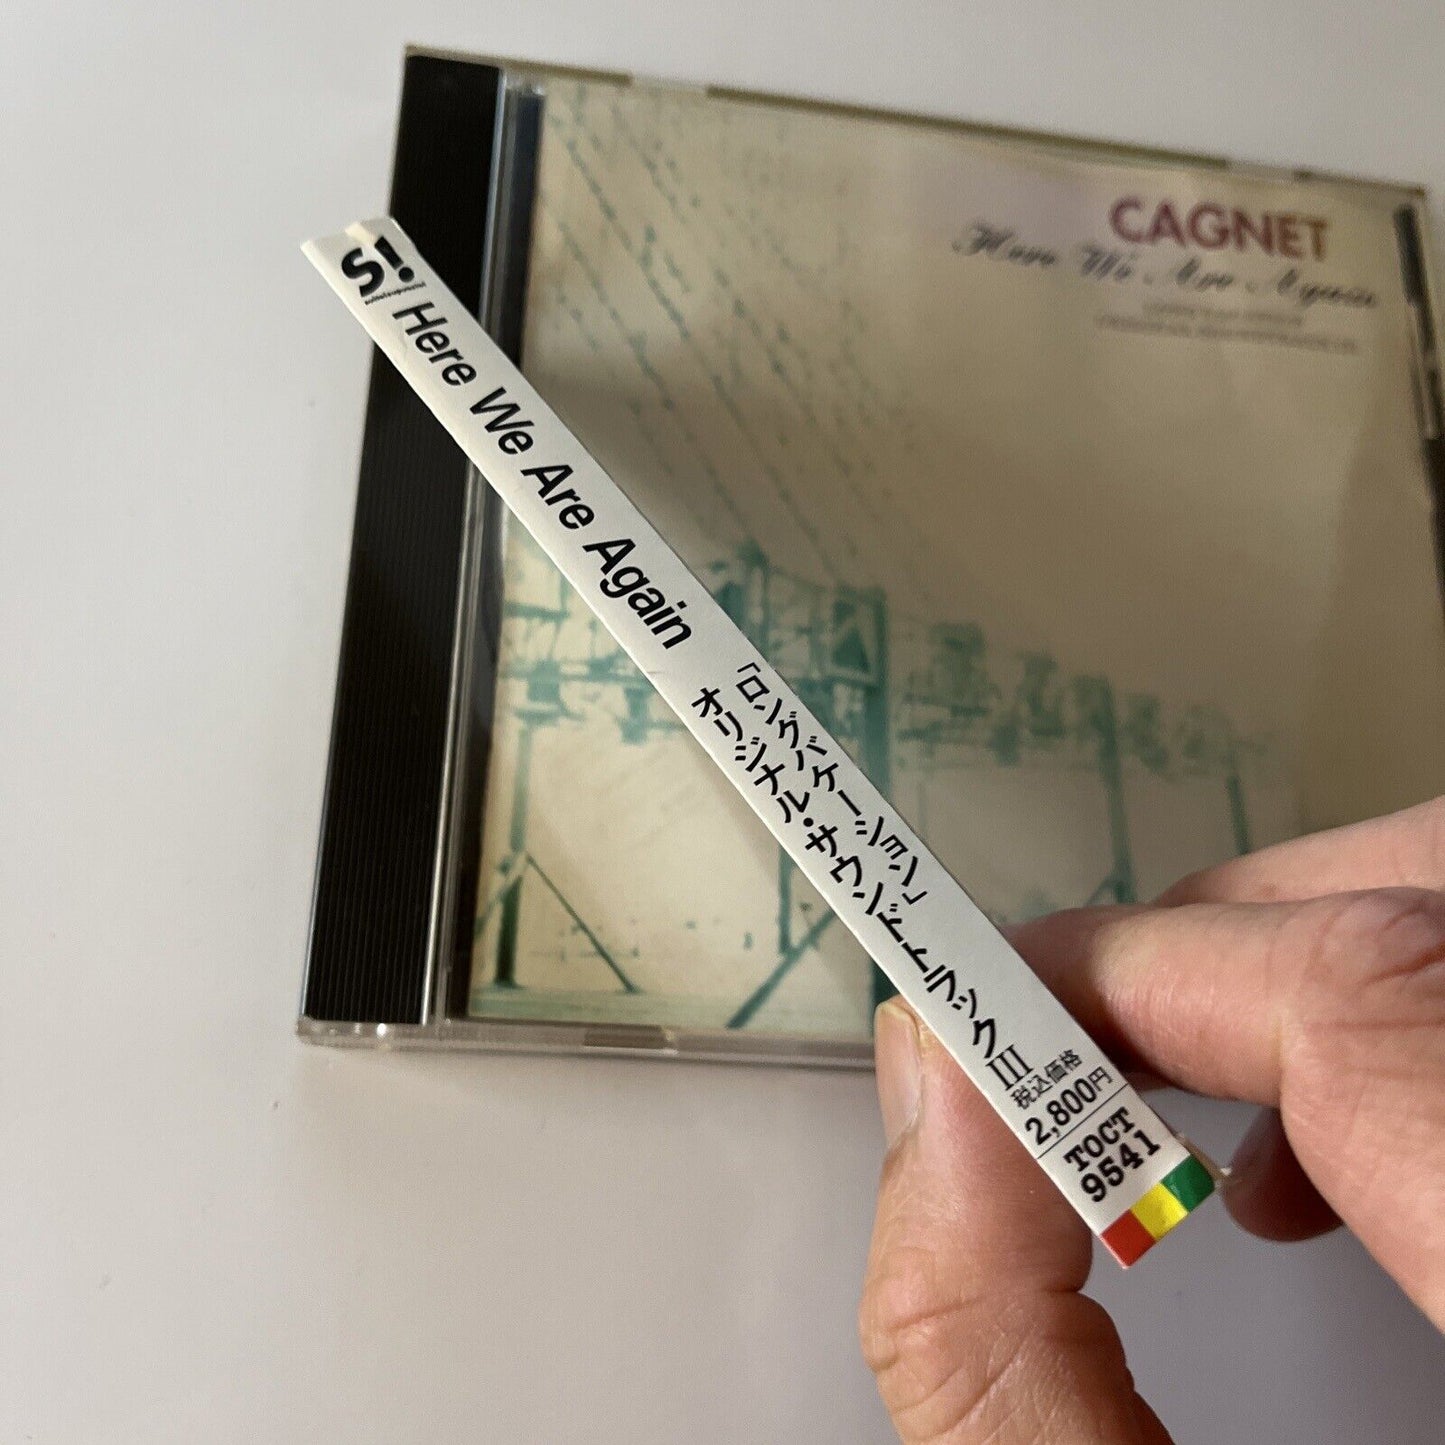 CAGNET
Here We Are Again
S!
Here We Are Again
「ロングバケーション」
オリジナル・サウンドトラックIII
税込価格
2,800円
TOCT
9541